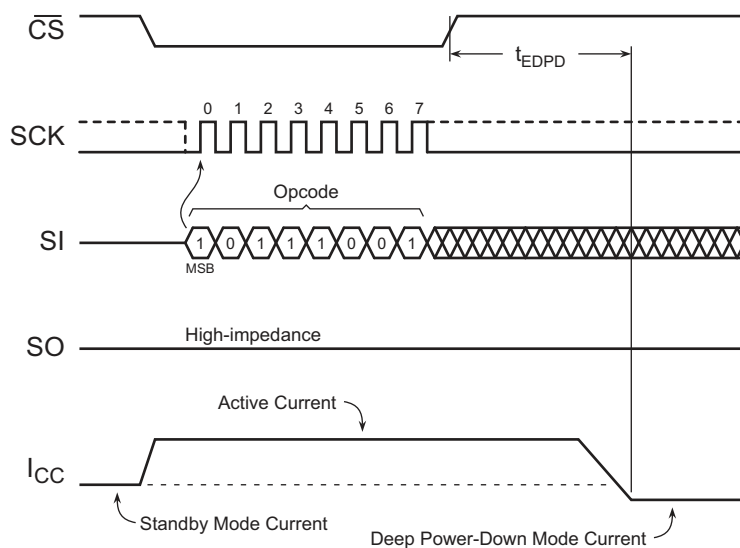 CS
tEDPD
0 1 2 3 4 5 6 7
SCK
Opcode
SI
1 0 1 1 1 0 0 1
MSB
High-impedance
SO
Active Current
ICC
Standby Mode Current
Deep Power-Down Mode Current